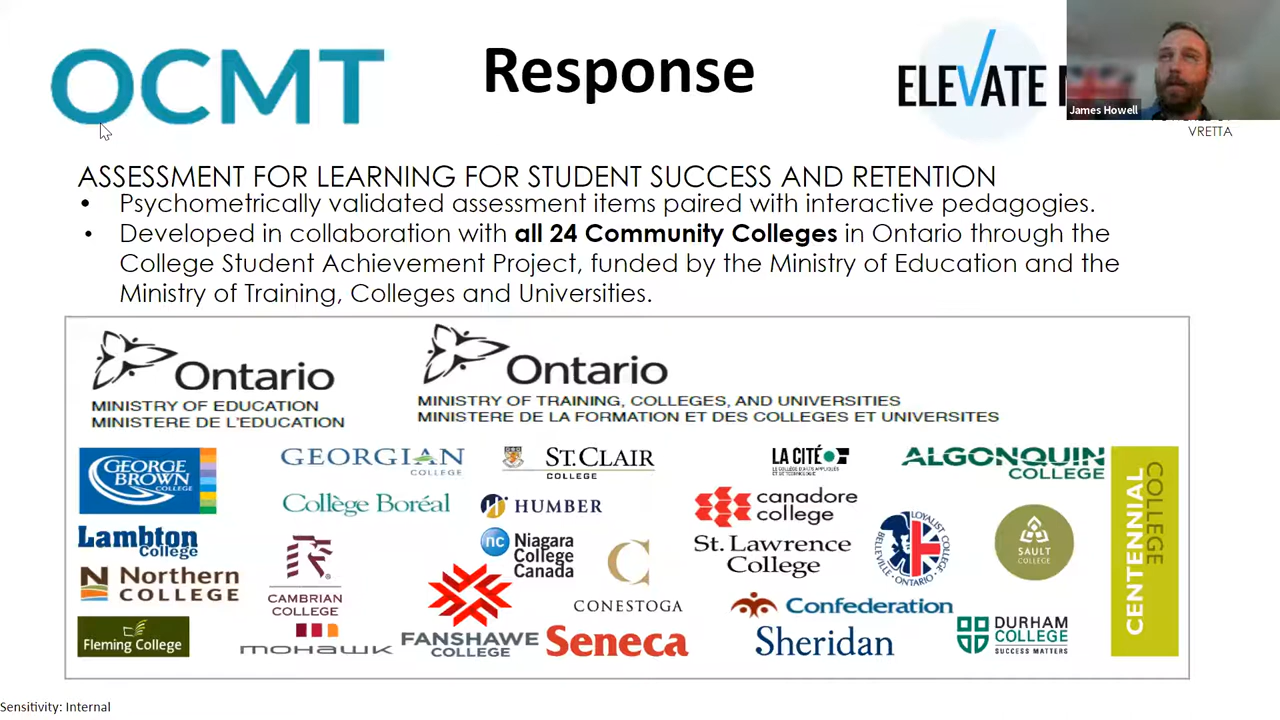 OCMT
Response
ELEVATE
James Howell
VRETTA
ASSESSMENT FOR LEARNING FOR STUDENT SUCCESS AND RETENTION
• Psychometrically validated assessment items paired with interactive pedagogies.
• Developed in collaboration with all 24 Community Colleges in Ontario through the
College Student Achievement Project, funded by the Ministry of Education and the
Ministry of Training, Colleges and Universities.
Ontario
MINISTRY OF EDUCATION
MINISTERE DE L'EDUCATION
Ontario
MINISTRY OF TRAINING, COLLEGES, AND UNIVERSITIES
MINISTERE DE LA FORMATION ET DES COLLEGES ET UNIVERSITES
GEORGE
BROWN
COLLEGE
GEORGIAN
COLLEGE
ST. CLAIR
COLLEGE
LA CITÉ
LE COLLÈGE D'ARTS APPLIQUÉS
ET DE TECHNOLOGIE
ALGONQUIN
COLLEGE
CENTENNIAL
COLLEGE
Collège Boréal
HUMBER
canadore
college
LOYALIST COLLEGE
BELLEVILLE ONTARIO
SAULT
COLLEGE
Lambton
College
CAMBRIAN
COLLEGE
nc
Niagara
College
Canada
C
CONESTOGA
St. Lawrence
College
Northern
COLLEGE
Fleming College
mohawk
FANSHAWE
COLLEGE
Seneca
Confederation
Sheridan
DURHAM
COLLEGE
SUCCESS MATTERS
Sensitivity: Internal